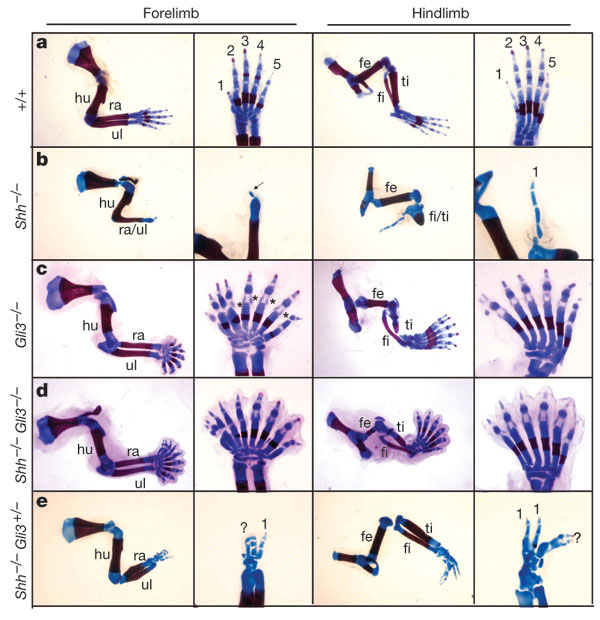 Forelimb Hindlimb
a
+/+
hu
ra
ul
1 2 3 4 5
fe
ti
fi
1 2 3 4 5
b
Shh−/−
hu
ra/ul
fe
fi/ti
1
c
Gli3−/−
hu
ra
ul
* * * *
fe
fi
ti
d
Shh−/− Gli3−/−
hu
ra
ul
fe
ti
fi
e
Shh−/− Gli3+/−
hu
ra
ul
? 1
fe
ti
fi
1 1 ?